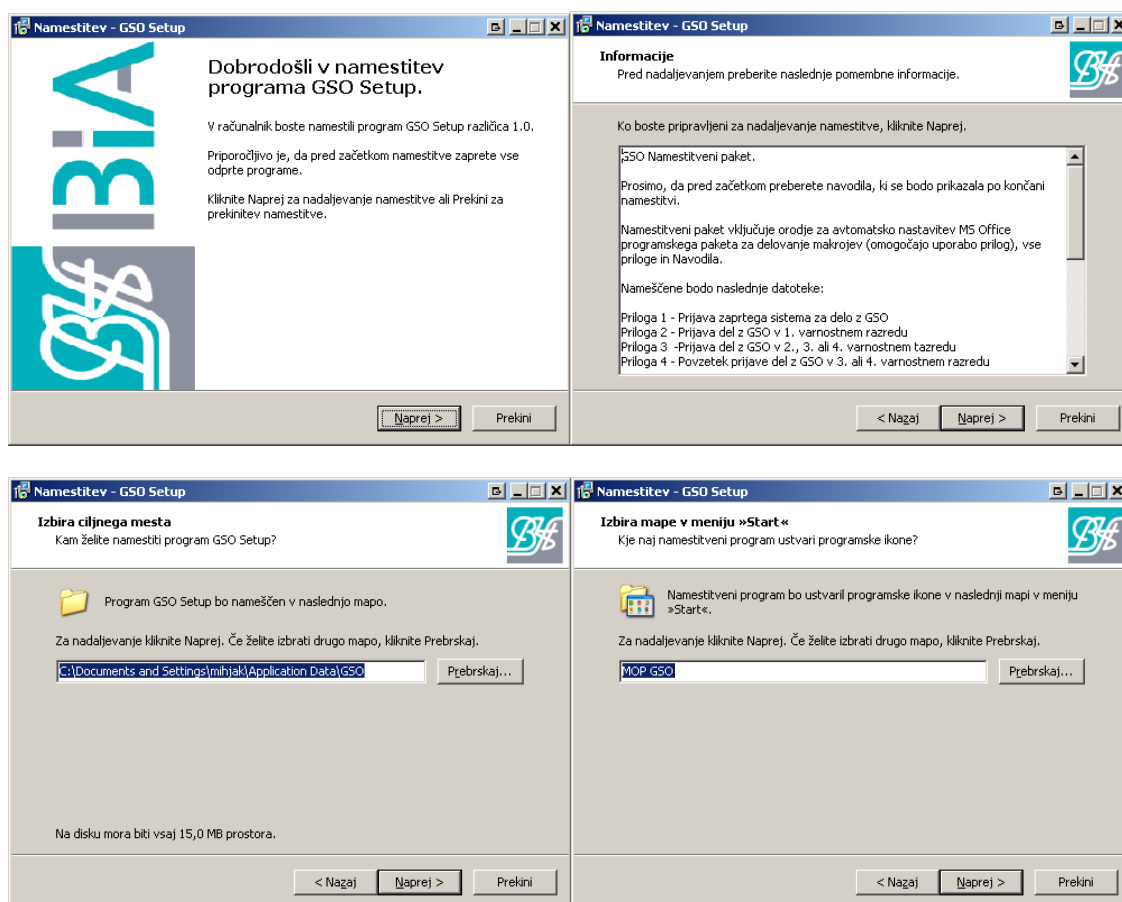 Namestitev - GSO Setup
BiA
Dobrodošli v namestitev
programa GSO Setup.
V računalnik boste namestili program GSO Setup različica 1.0.
Priporočljivo je, da pred začetkom namestitve zaprete vse
odprte programe.
Kliknite Naprej za nadaljevanje namestitve ali Prekini za
prekinitev namestitve.
Naprej >
Prekini
Namestitev - GSO Setup
Informacije
Pred nadaljevanjem preberite naslednje pomembne informacije.
Ko boste pripravljeni za nadaljevanje namestitve, kliknite Naprej.
GSO Namestitveni paket.
Prosimo, da pred začetkom preberete navodila, ki se bodo prikazala po končani
namestitvi.
Namestitveni paket vključuje orodje za avtomatsko nastavitev MS Office
programskega paketa za delovanje makrojev (omogočajo uporabo prilog), vse
priloge in Navodila.
Nameščene bodo naslednje datoteke:
Priloga 1 - Prijava zaprtega sistema za delo z GSO
Priloga 2 - Prijava del z GSO v 1. varnostnem razredu
Priloga 3 -Prijava del z GSO v 2., 3. ali 4. varnostnem tazredu
Priloga 4 - Povzetek prijave del z GSO v 3. ali 4. varnostnem razredu
< Nazaj
Naprej >
Prekini
Namestitev - GSO Setup
Izbira ciljnega mesta
Kam želite namestiti program GSO Setup?
Program GSO Setup bo nameščen v naslednjo mapo.
Za nadaljevanje kliknite Naprej. Če želite izbrati drugo mapo, kliknite Prebrskaj.
C:\Documents and Settings\mihjak\Application Data\GSO
Prebrskaj...
Na disku mora biti vsaj 15,0 MB prostora.
< Nazaj
Naprej >
Prekini
Namestitev - GSO Setup
Izbira mape v meniju »Start«
Kje naj namestitveni program ustvari programske ikone?
Namestitveni program bo ustvaril programske ikone v naslednji mapi v meniju
»Start«.
Za nadaljevanje kliknite Naprej. Če želite izbrati drugo mapo, kliknite Prebrskaj.
MOP GSO
Prebrskaj...
< Nazaj
Naprej >
Prekini